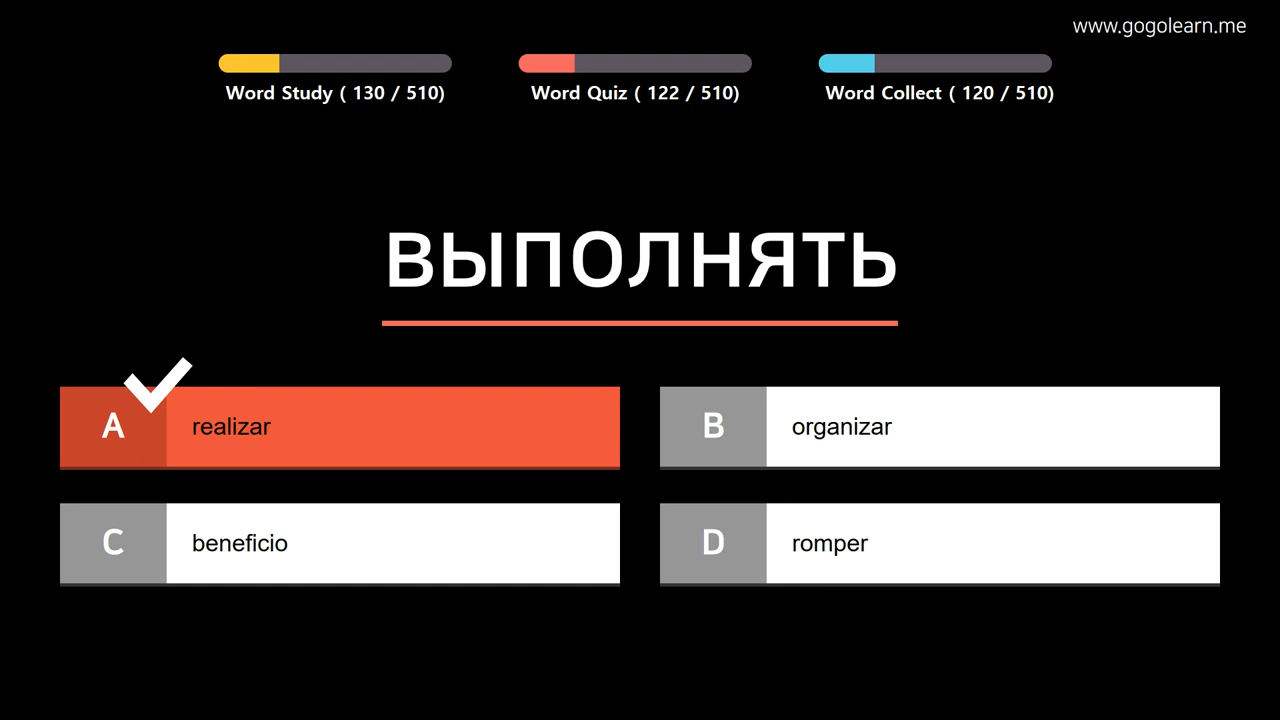 www.gogolearn.me
Word Study ( 130 / 510)
Word Quiz ( 122 / 510)
Word Collect ( 120 / 510)
выполнять
A
realizar
B
organizar
C
beneficio
D
romper